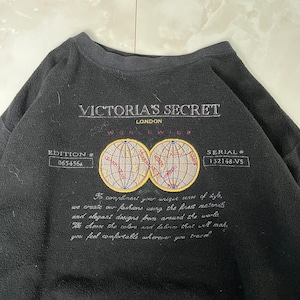 VICTORIA'S SECRET
LONDON
WORLDWIDE
EDITION #
065456a
SERIAL #
132148-VS
To compliment your unique sense of style,
we create our fashions using the finest materials
and elegant designs from around the world.
We choose the colors and fabrics that will make
you feel comfortable wherever you travel"